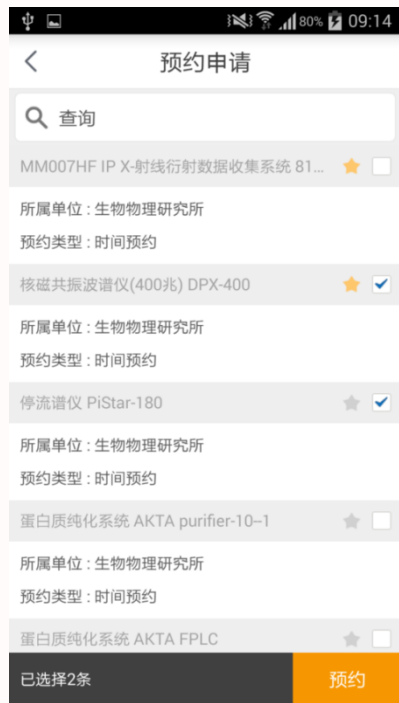 80% 09:14
预约申请
查询
MM007HF IP X-射线衍射数据收集系统 81...
所属单位 : 生物物理研究所
预约类型 : 时间预约
核磁共振波谱仪(400兆) DPX-400
所属单位 : 生物物理研究所
预约类型 : 时间预约
停流谱仪 PiStar-180
所属单位 : 生物物理研究所
预约类型 : 时间预约
蛋白质纯化系统 AKTA purifier-10–1
所属单位 : 生物物理研究所
预约类型 : 时间预约
蛋白质纯化系统 AKTA FPLC
已选择2条 预约